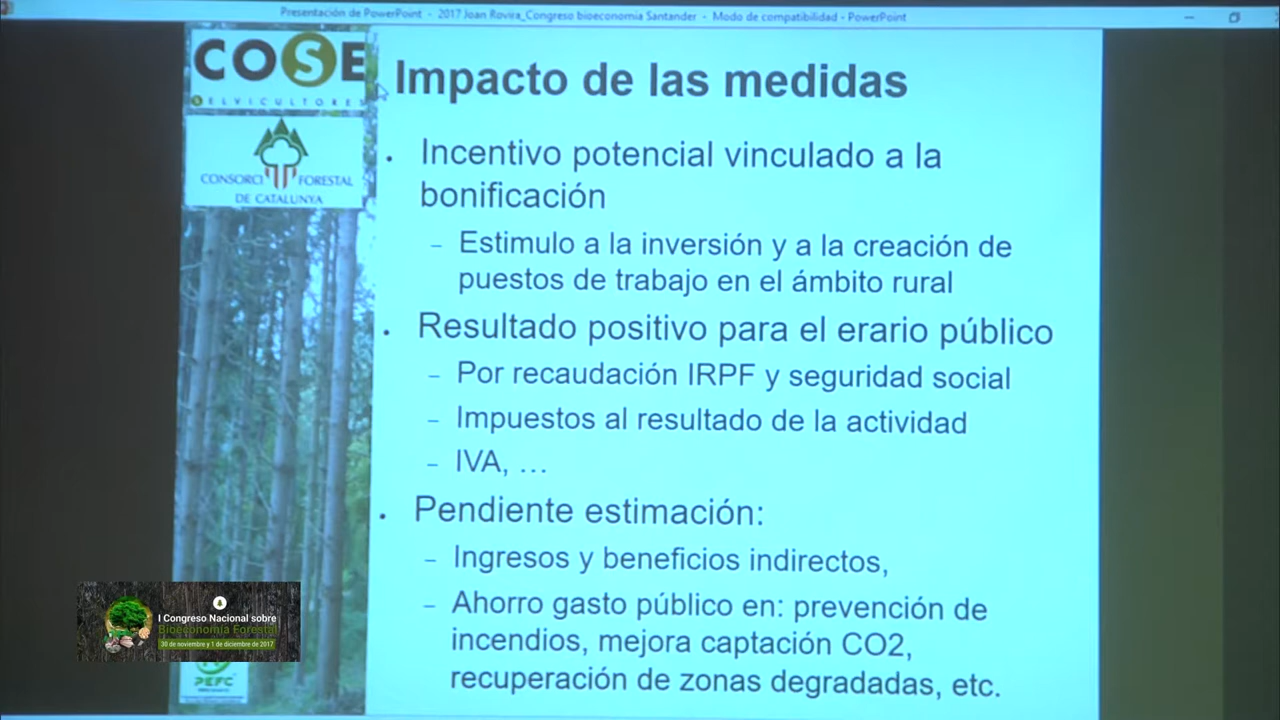 Presentación de PowerPoint - 2017 Joan Rovira_Congreso bioeconomia Santander - Modo de compatibilidad - PowerPoint
COSE
SELVICULTORES
CONSORCI FORESTAL
DE CATALUNYA
Impacto de las medidas
• Incentivo potencial vinculado a la
bonificación
– Estimulo a la inversión y a la creación de
puestos de trabajo en el ámbito rural
• Resultado positivo para el erario público
– Por recaudación IRPF y seguridad social
– Impuestos al resultado de la actividad
– IVA, …
• Pendiente estimación:
– Ingresos y beneficios indirectos,
– Ahorro gasto público en: prevención de
incendios, mejora captación CO2,
recuperación de zonas degradadas, etc.
I Congreso Nacional sobre
Bioeconomía Forestal
30 de noviembre y 1 de diciembre de 2017
PEFC